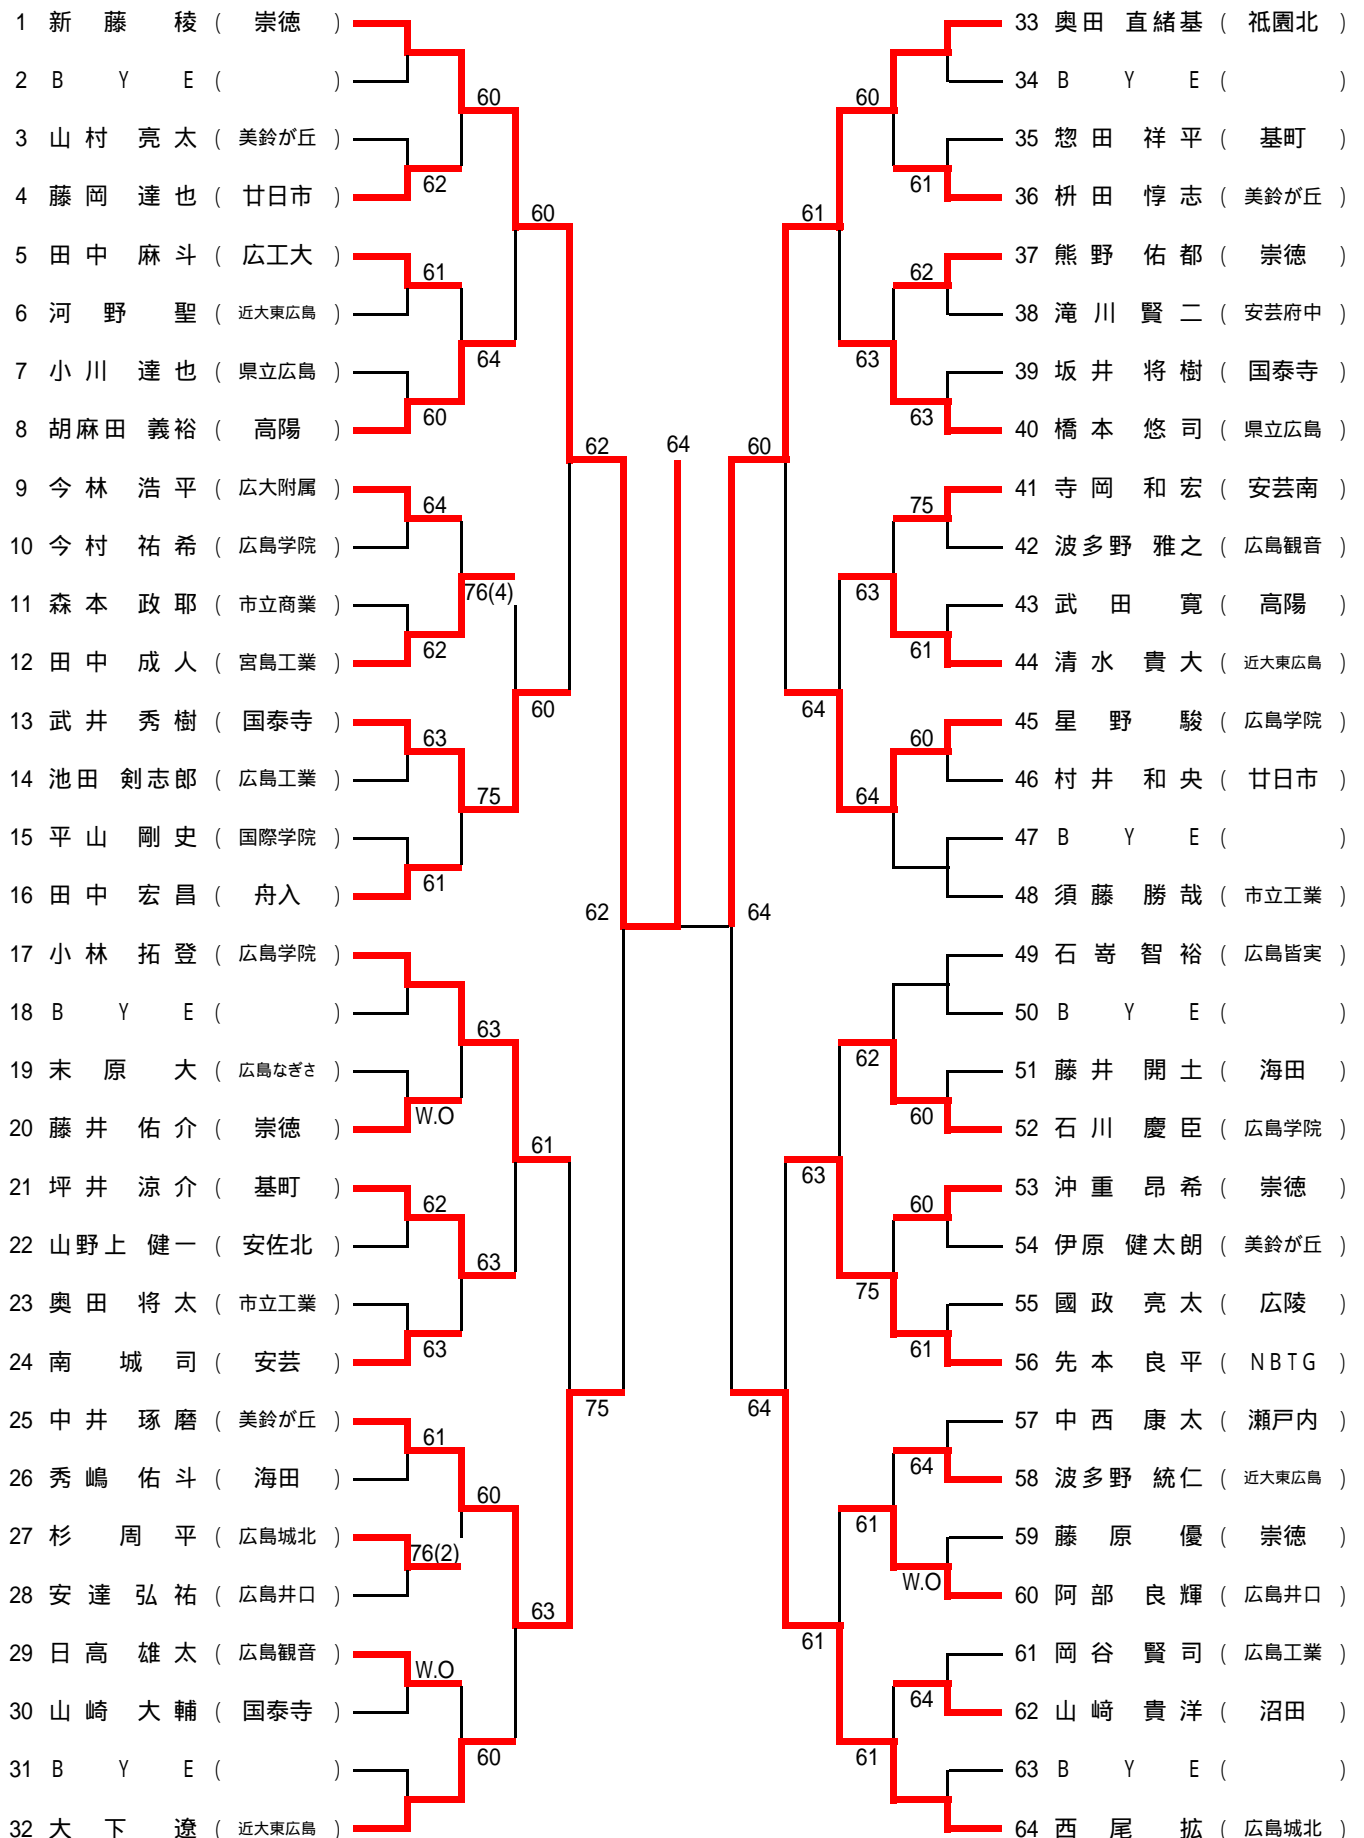 1 新藤 稜 ( 崇徳 )
2 BYE ( )
60
3 山村 亮太 ( 美鈴が丘 )
62
4 藤岡 達也 ( 廿日市 )
60
5 田中 麻斗 ( 広工大 )
61
6 河野 聖 ( 近大東広島 )
64
7 小川 達也 ( 県立広島 )
60
8 胡麻田 義裕 ( 高陽 )
62
64
9 今林 浩平 ( 広大附属 )
64
10 今村 祐希 ( 広島学院 )
76(4)
11 森本 政耶 ( 市立商業 )
62
12 田中 成人 ( 宮島工業 )
60
13 武井 秀樹 ( 国泰寺 )
63
14 池田 剣志郎 ( 広島工業 )
75
15 平山 剛史 ( 国際学院 )
61
16 田中 宏昌 ( 舟入 )
62
17 小林 拓登 ( 広島学院 )
18 BYE ( )
63
19 末原 大 ( 広島なぎさ )
W.O
20 藤井 佑介 ( 崇徳 )
61
21 坪井 涼介 ( 基町 )
62
22 山野上 健一 ( 安佐北 )
63
23 奥田 将太 ( 市立工業 )
63
24 南 城司 ( 安芸 )
75
25 中井 琢磨 ( 美鈴が丘 )
61
26 秀嶋 佑斗 ( 海田 )
60
27 杉 周平 ( 広島城北 )
76(2)
28 安達 弘祐 ( 広島井口 )
63
29 日高 雄太 ( 広島観音 )
W.O
30 山崎 大輔 ( 国泰寺 )
60
31 BYE ( )
32 大下 遼 ( 近大東広島 )
33 奥田 直緒基 ( 祗園北 )
34 BYE ( )
60
35 惣田 祥平 ( 基町 )
61
36 枡田 惇志 ( 美鈴が丘 )
61
37 熊野 佑都 ( 崇徳 )
62
38 滝川 賢二 ( 安芸府中 )
63
39 坂井 将樹 ( 国泰寺 )
63
40 橋本 悠司 ( 県立広島 )
60
41 寺岡 和宏 ( 安芸南 )
75
42 波多野 雅之 ( 広島観音 )
63
43 武田 寛 ( 高陽 )
61
44 清水 貴大 ( 近大東広島 )
64
45 星野 駿 ( 広島学院 )
60
46 村井 和央 ( 廿日市 )
64
47 BYE ( )
48 須藤 勝哉 ( 市立工業 )
64
49 石嵜 智裕 ( 広島皆実 )
50 BYE ( )
62
51 藤井 開土 ( 海田 )
60
52 石川 慶臣 ( 広島学院 )
63
53 沖重 昂希 ( 崇徳 )
60
54 伊原 健太朗 ( 美鈴が丘 )
75
55 國政 亮太 ( 広陵 )
61
56 先本 良平 ( NBTG )
64
57 中西 康太 ( 瀬戸内 )
64
58 波多野 統仁 ( 近大東広島 )
61
59 藤原 優 ( 崇徳 )
W.O
60 阿部 良輝 ( 広島井口 )
61
61 岡谷 賢司 ( 広島工業 )
64
62 山﨑 貴洋 ( 沼田 )
61
63 BYE ( )
64 西尾 拡 ( 広島城北 )